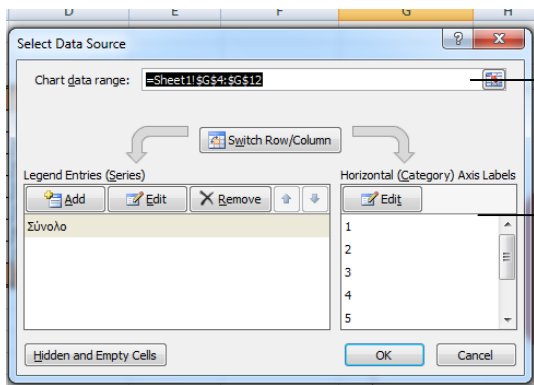 D E F G H
Select Data Source
Chart data range: =Sheet1!$G$4:$G$12
Switch Row/Column
Legend Entries (Series)
Horizontal (Category) Axis Labels
Add Edit Remove
Edit
Σύνολο
1
2
3
4
5
Hidden and Empty Cells
OK Cancel